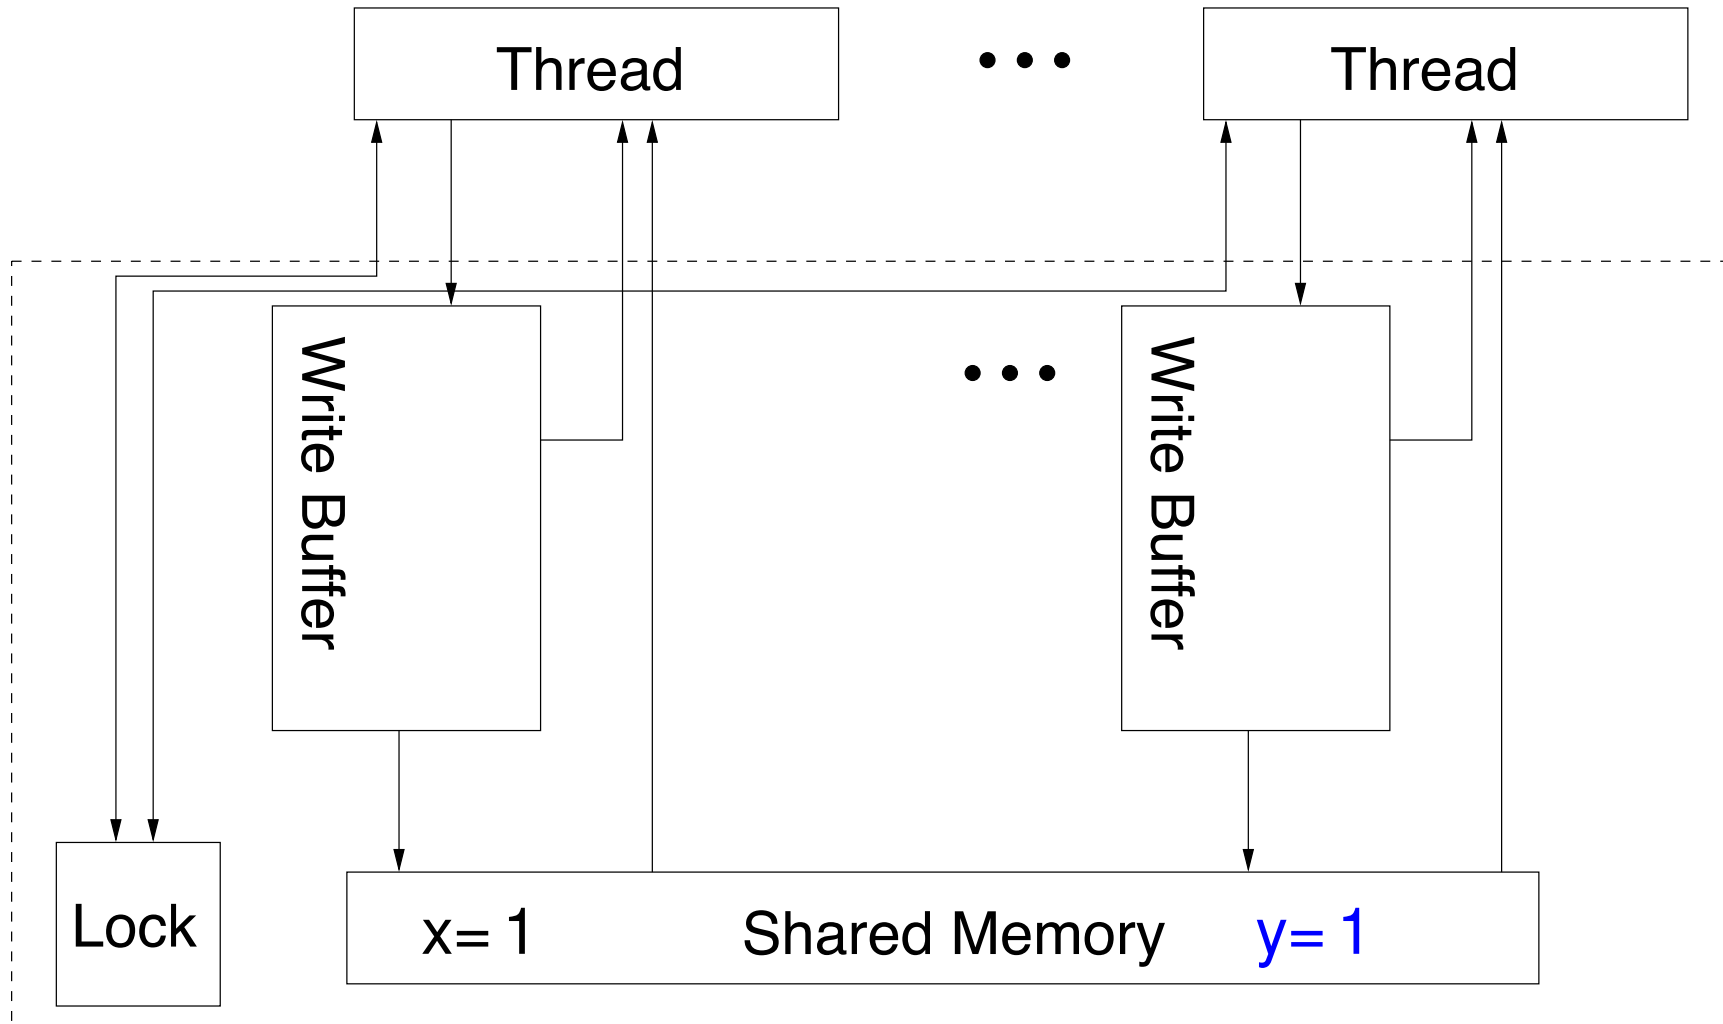 Thread
Thread
Write Buffer
Write Buffer
Lock
x= 1
Shared Memory
y= 1